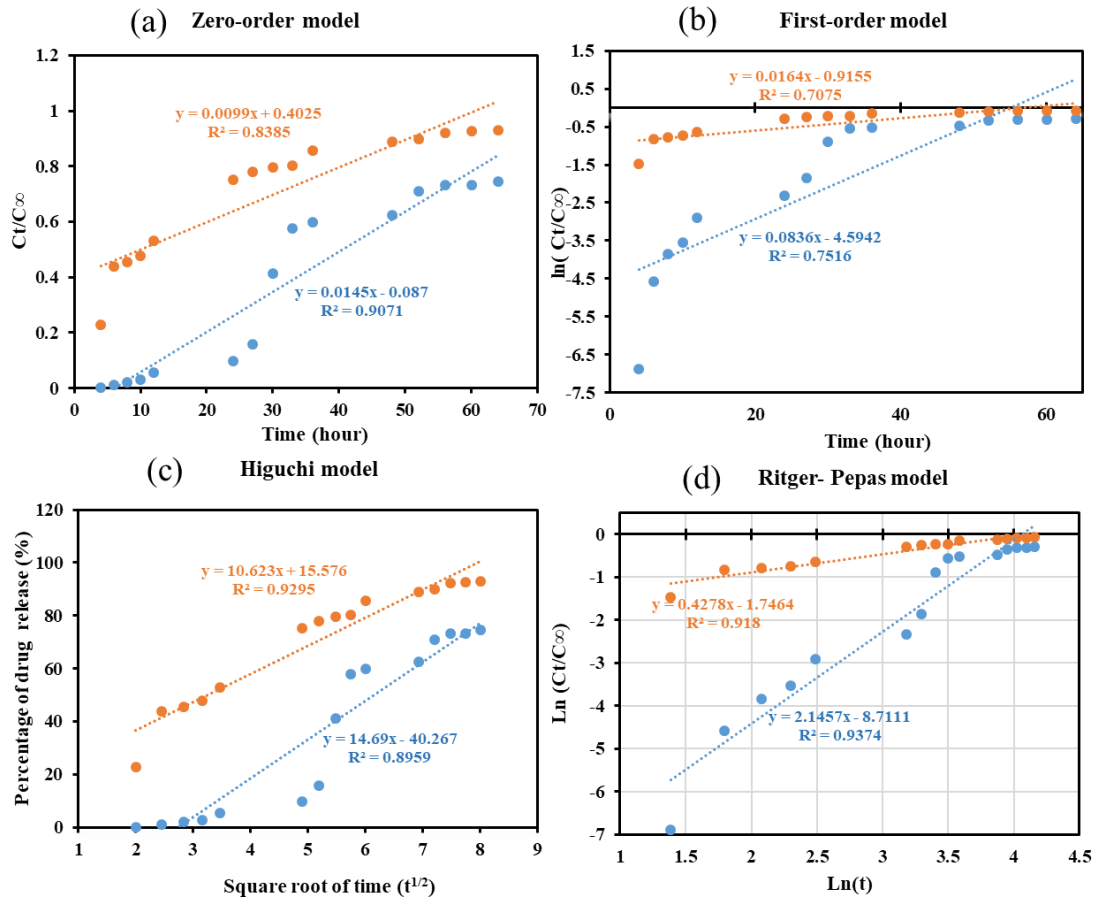 (a) Zero-order model
1.2
1
0.8
0.6
0.4
0.2
0
Ct/C∞
y = 0.0099x + 0.4025
R² = 0.8385
y = 0.0145x - 0.087
R² = 0.9071
0 10 20 30 40 50 60 70
Time (hour)
(b) First-order model
1.5
0.5
-0.5
-1.5
-2.5
-3.5
-4.5
-5.5
-6.5
-7.5
ln( Ct/C∞)
y = 0.0164x - 0.9155
R² = 0.7075
y = 0.0836x - 4.5942
R² = 0.7516
0 20 40 60
Time (hour)
(c) Higuchi model
120
100
80
60
40
20
0
Percentage of drug release (%)
y = 10.623x + 15.576
R² = 0.9295
y = 14.69x - 40.267
R² = 0.8959
1 2 3 4 5 6 7 8 9
Square root of time (t1/2)
(d) Ritger- Pepas model
0
-1
-2
-3
-4
-5
-6
-7
Ln (Ct/C∞)
y = 0.4278x - 1.7464
R² = 0.918
y = 2.1457x - 8.7111
R² = 0.9374
1 1.5 2 2.5 3 3.5 4 4.5
Ln(t)